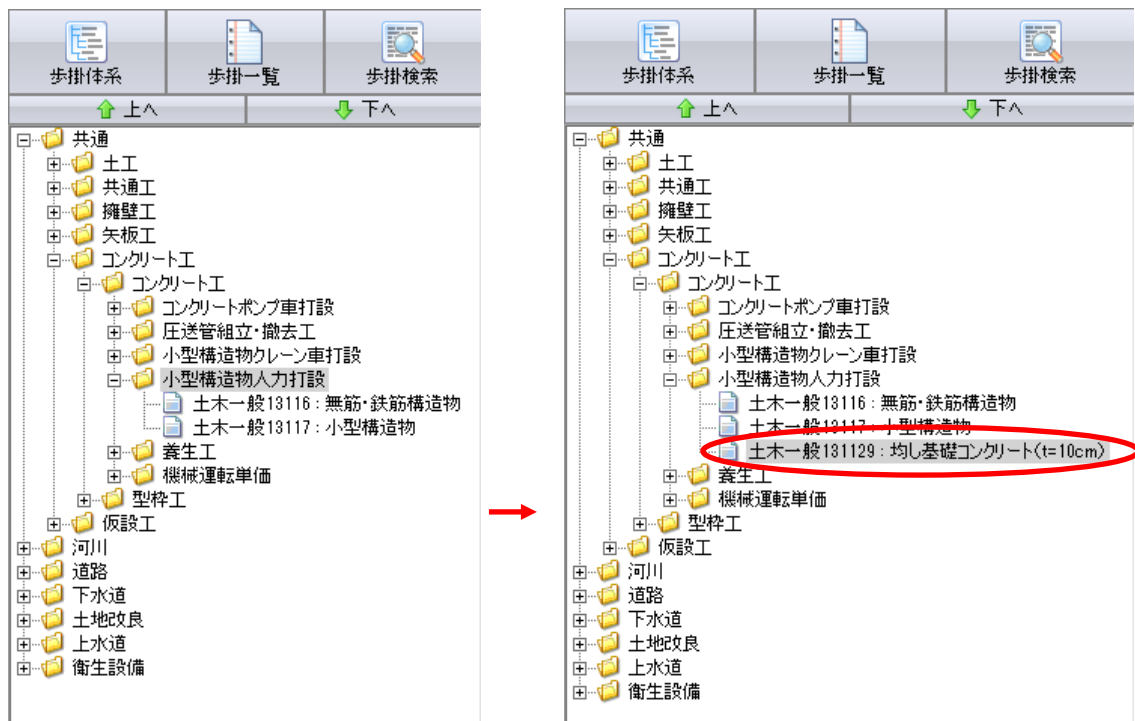 歩掛体系
歩掛一覧
歩掛検索
上へ
下へ
共通
土工
共通工
擁壁工
矢板工
コンクリート工
コンクリート工
コンクリートポンプ車打設
圧送管組立・撤去工
小型構造物クレーン車打設
小型構造物人力打設
土木一般13116：無筋・鉄筋構造物
土木一般13117：小型構造物
養生工
機械運転単価
型枠工
仮設工
河川
道路
下水道
土地改良
上水道
衛生設備
歩掛体系
歩掛一覧
歩掛検索
上へ
下へ
共通
土工
共通工
擁壁工
矢板工
コンクリート工
コンクリート工
コンクリートポンプ車打設
圧送管組立・撤去工
小型構造物クレーン車打設
小型構造物人力打設
土木一般13116：無筋・鉄筋構造物
土木一般13117：小型構造物
土木一般131129：均し基礎コンクリート（t=10cm）
養生工
機械運転単価
型枠工
仮設工
河川
道路
下水道
土地改良
上水道
衛生設備